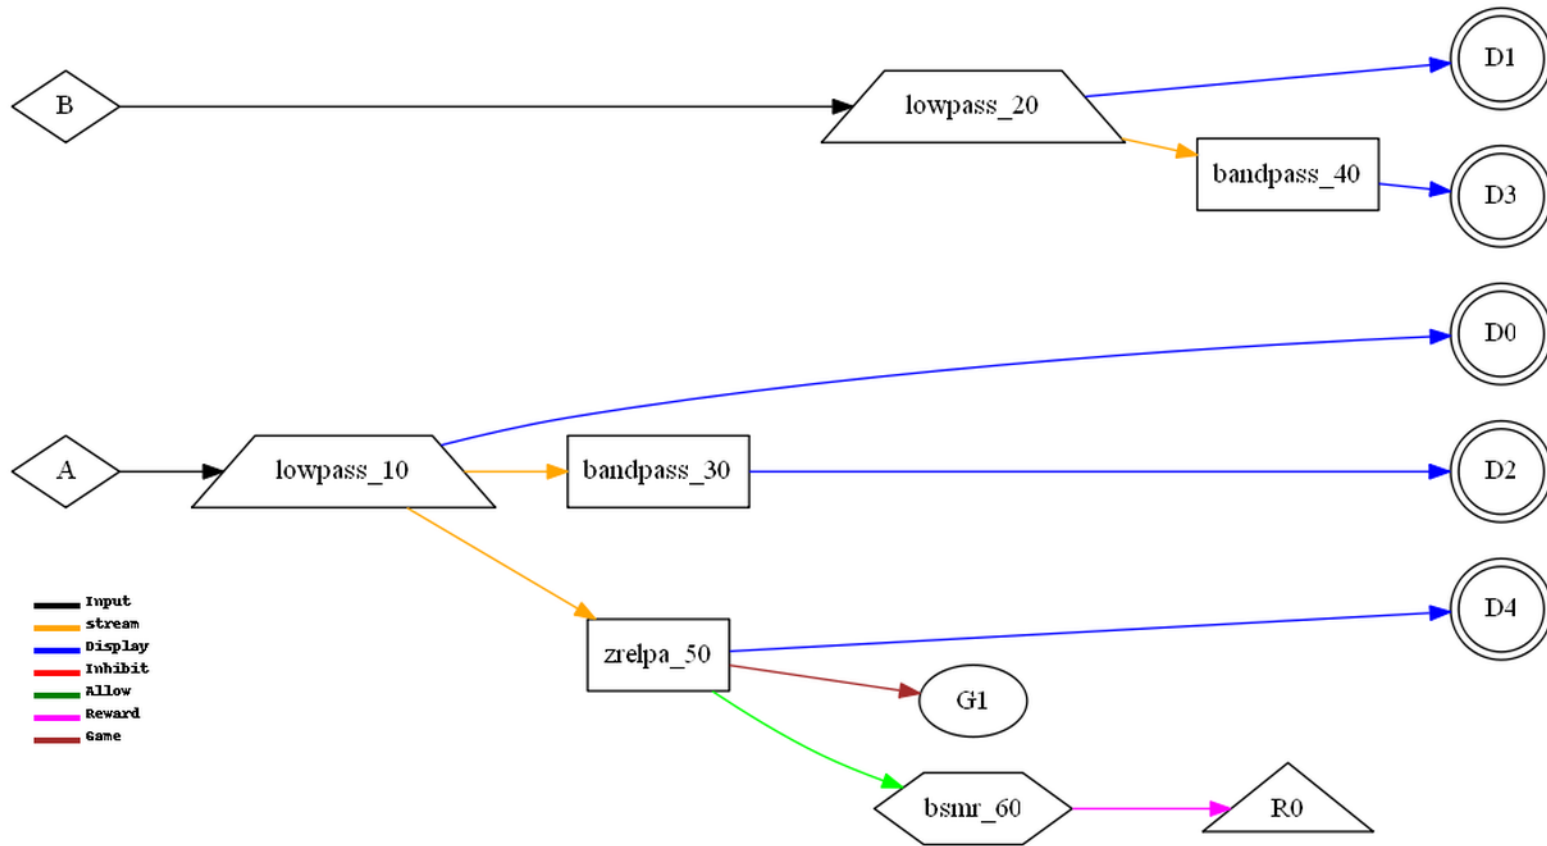 D1
B
lowpass_20
bandpass_40
D3
D0
A
lowpass_10
bandpass_30
D2
Input
stream
Display
Inhibit
Allow
Reward
Game
zrelpa_50
D4
G1
bsmr_60
R0